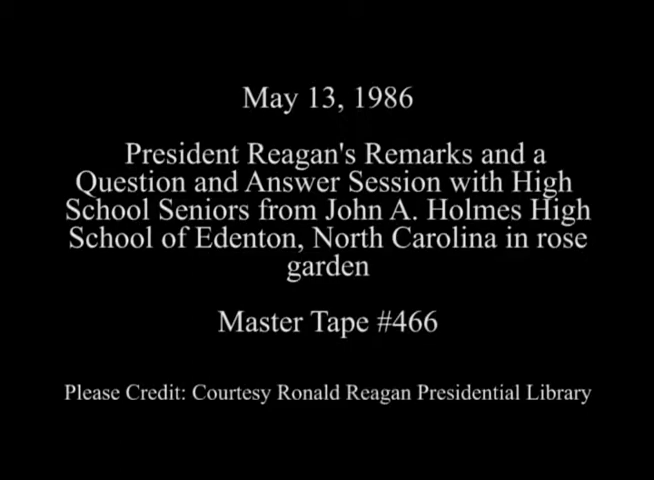 May 13, 1986
President Reagan's Remarks and a
Question and Answer Session with High
School Seniors from John A. Holmes High
School of Edenton, North Carolina in rose
garden
Master Tape #466
Please Credit: Courtesy Ronald Reagan Presidential Library